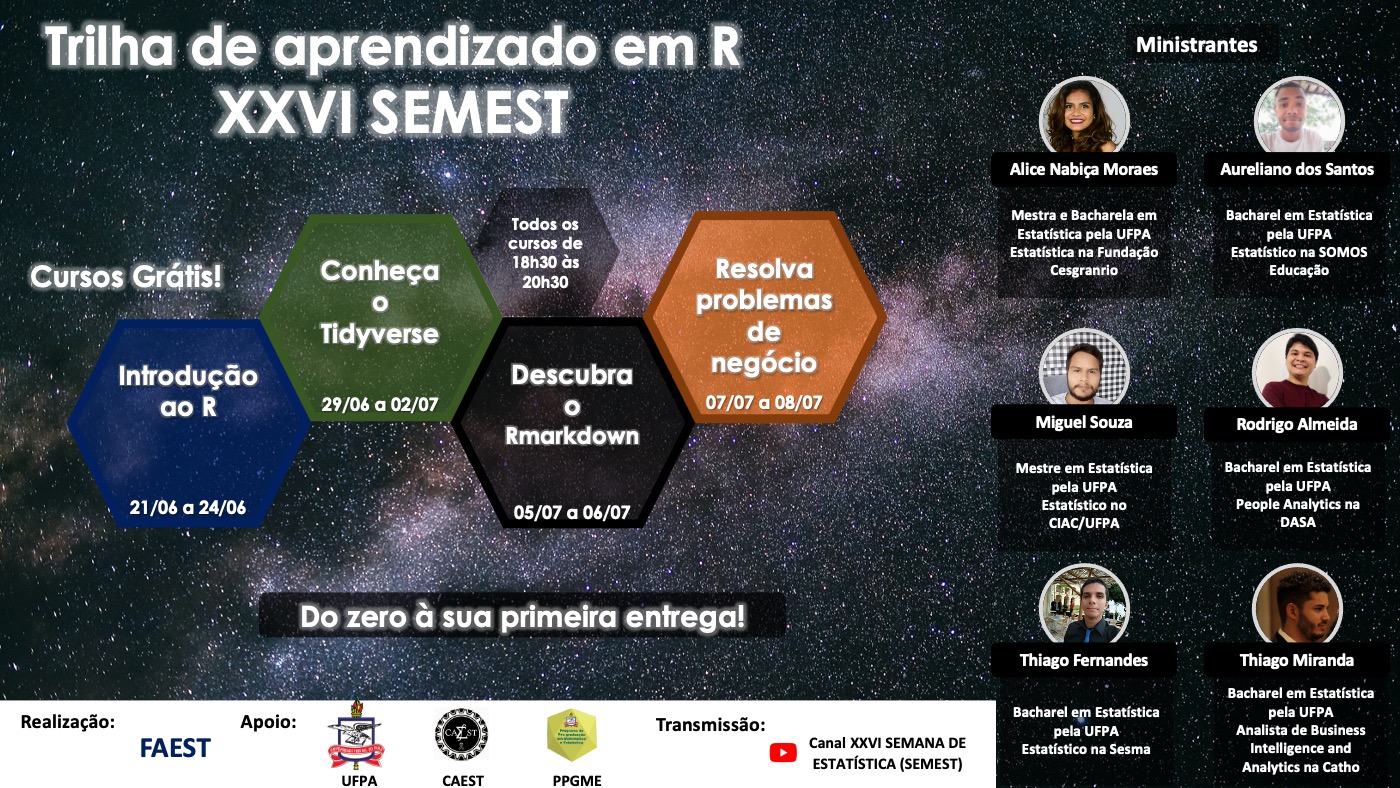 Trilha de aprendizado em R
XXVI SEMEST
Cursos Grátis!
Introdução
ao R
21/06 a 24/06
Conheça
o
Tidyverse
29/06 a 02/07
Todos os
cursos de
18h30 às
20h30
Descubra
o
Rmarkdown
05/07 a 06/07
Resolva
problemas
de
negócio
07/07 a 08/07
Do zero à sua primeira entrega!
Ministrantes
Alice Nabiça Moraes
Mestra e Bacharela em
Estatística pela UFPA
Estatística na Fundação
Cesgranrio
Aureliano dos Santos
Bacharel em Estatística
pela UFPA
Estatístico na SOMOS
Educação
Miguel Souza
Mestre em Estatística
pela UFPA
Estatístico no
CIAC/UFPA
Rodrigo Almeida
Bacharel em Estatística
pela UFPA
People Analytics na
DASA
Thiago Fernandes
Bacharel em Estatística
pela UFPA
Estatístico na Sesma
Thiago Miranda
Bacharel em Estatística
pela UFPA
Analista de Business
Intelligence and
Analytics na Catho
Realização:
FAEST
Apoio:
UFPA
CAEST
PPGME
Transmissão:
Canal XXVI SEMANA DE
ESTATÍSTICA (SEMEST)